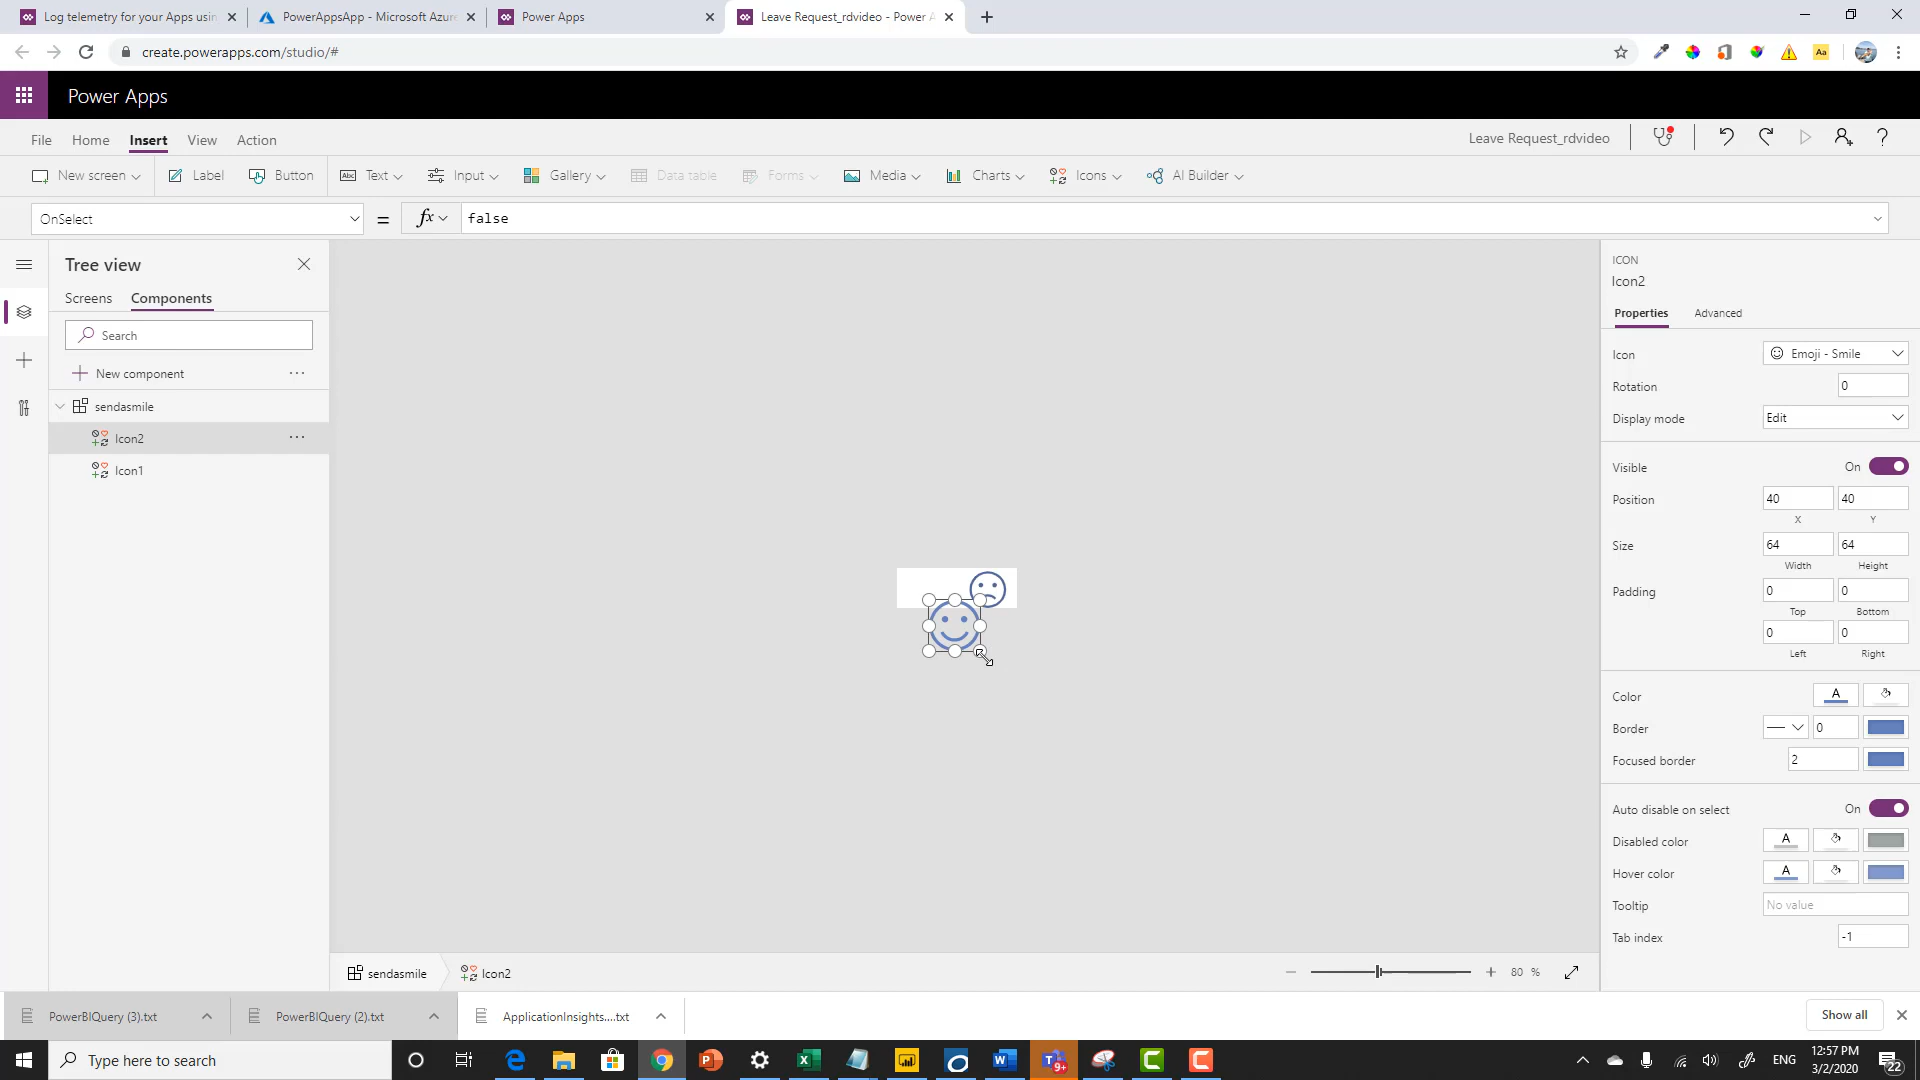 Log telemetry for your Apps usin
PowerAppsApp - Microsoft Azure
Power Apps
Leave Request_rdvideo - Power A
create.powerapps.com/studio/#
Aa
Power Apps
File
Home
Insert
View
Action
Leave Request_rdvideo
?
New screen
Label
Button
Abc
Text
Input
Gallery
Data table
Forms
Media
Charts
Icons
AI Builder
OnSelect
=
fx
false
Tree view
Screens
Components
Search
New component
...
sendasmile
Icon2
...
Icon1
ICON
Icon2
Properties
Advanced
Icon
Emoji - Smile
Rotation
0
Display mode
Edit
Visible
On
Position
40
40
X
Y
Size
64
64
Width
Height
Padding
0
0
Top
Bottom
0
0
Left
Right
Color
A
Border
0
Focused border
2
Auto disable on select
On
Disabled color
A
Hover color
A
Tooltip
No value
Tab index
-1
sendasmile
Icon2
80 %
PowerBIQuery (3).txt
PowerBIQuery (2).txt
ApplicationInsights....txt
Show all
Type here to search
9+
ENG
12:57 PM
3/2/2020
22